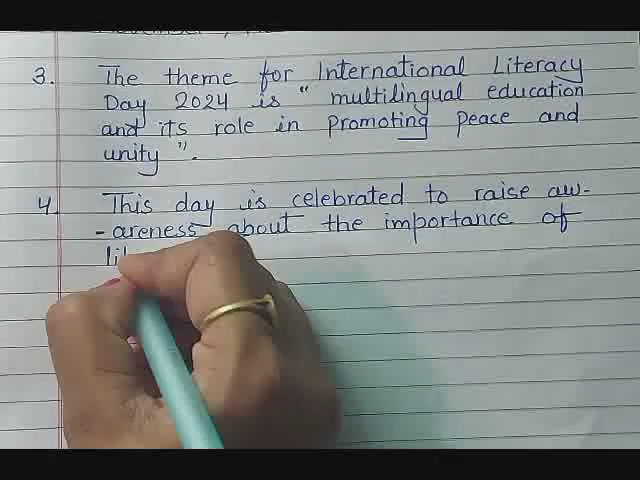 3. The theme for International Literacy
Day 2024 is " multilingual education
and its role in promoting peace and
unity ".
4. This day is celebrated to raise aw-
- areness about the importance of